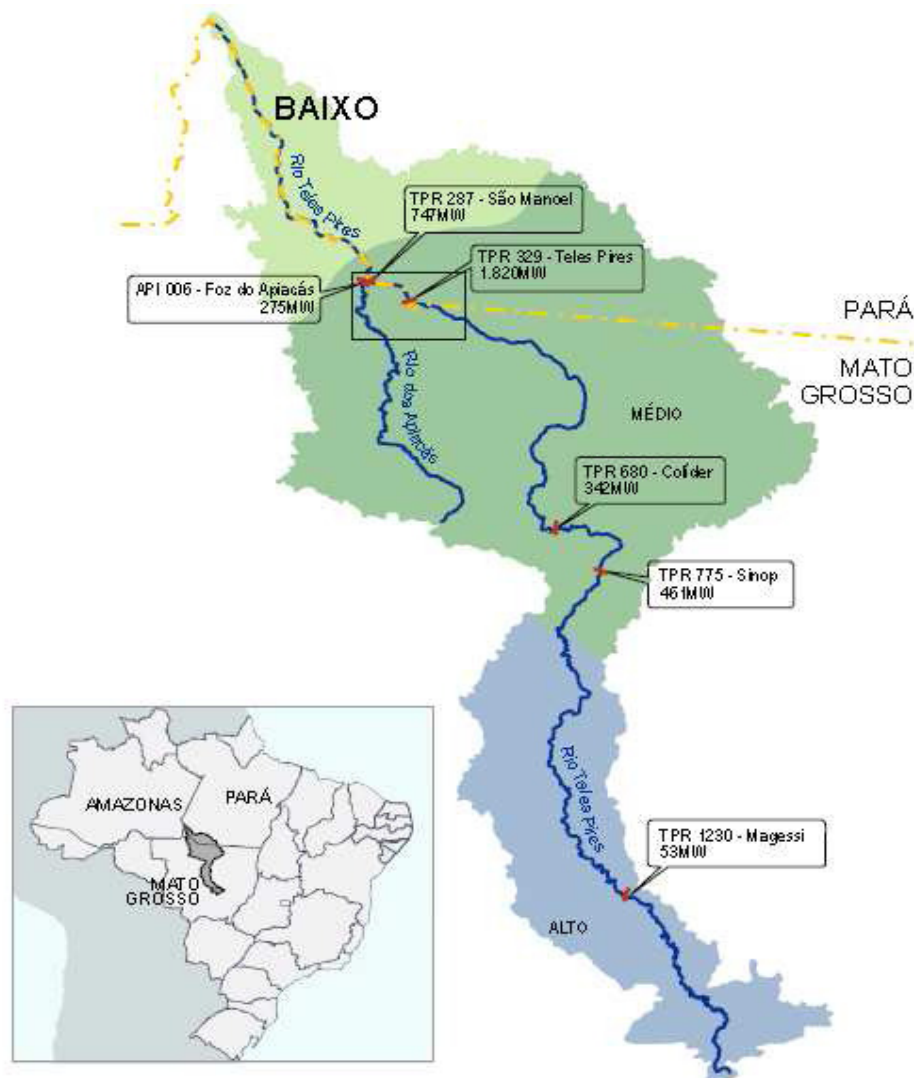 BAIXO
Rio Teles Pires
TPR 287 - São Manoel
747MW
TPR 329 - Teles Pires
1.820MW
API 006 - Foz do Apiacás
275MW
PARÁ
MATO
GROSSO
Rio dos Apiacás
MÉDIO
TPR 680 - Colíder
342MW
TPR 775 - Sinop
461MW
Rio Teles Pires
TPR 1230 - Magessi
53MW
ALTO
AMAZONAS
PARÁ
MATO
GROSSO